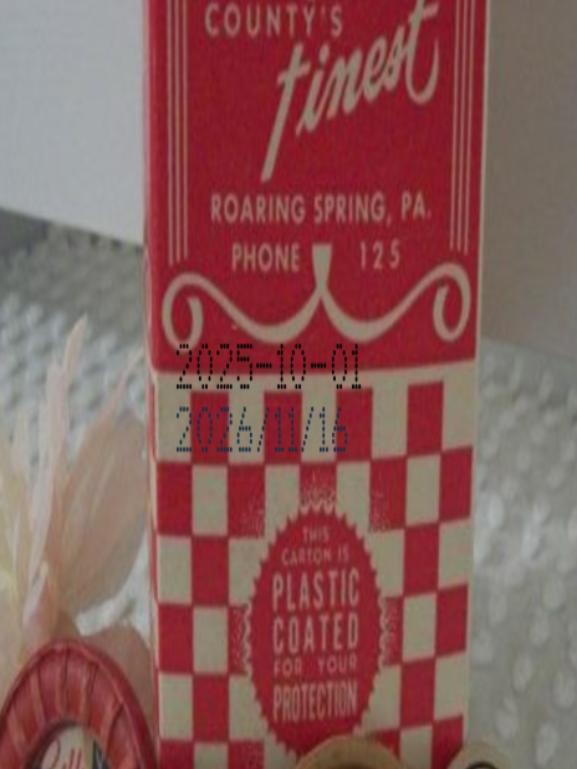 COUNTY'S
finest
ROARING SPRING, PA.
PHONE 125
2025-10-01
2026/11/16
THIS
CARTON IS
PLASTIC
COATED
FOR YOUR
PROTECTION